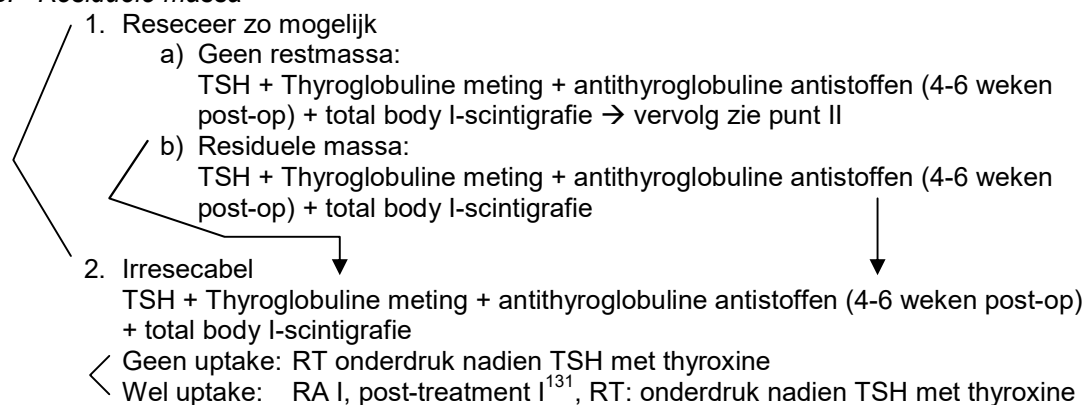 1. Reseceer zo mogelijk
a) Geen restmassa:
TSH + Thyroglobuline meting + antithyroglobuline antistoffen (4-6 weken
post-op) + total body I-scintigrafie → vervolg zie punt II
b) Residuele massa:
TSH + Thyroglobuline meting + antithyroglobuline antistoffen (4-6 weken
post-op) + total body I-scintigrafie
2. Irresecabel
TSH + Thyroglobuline meting + antithyroglobuline antistoffen (4-6 weken post-op)
+ total body I-scintigrafie
Geen uptake: RT onderdruk nadien TSH met thyroxine
Wel uptake: RA I, post-treatment I¹³¹, RT: onderdruk nadien TSH met thyroxine